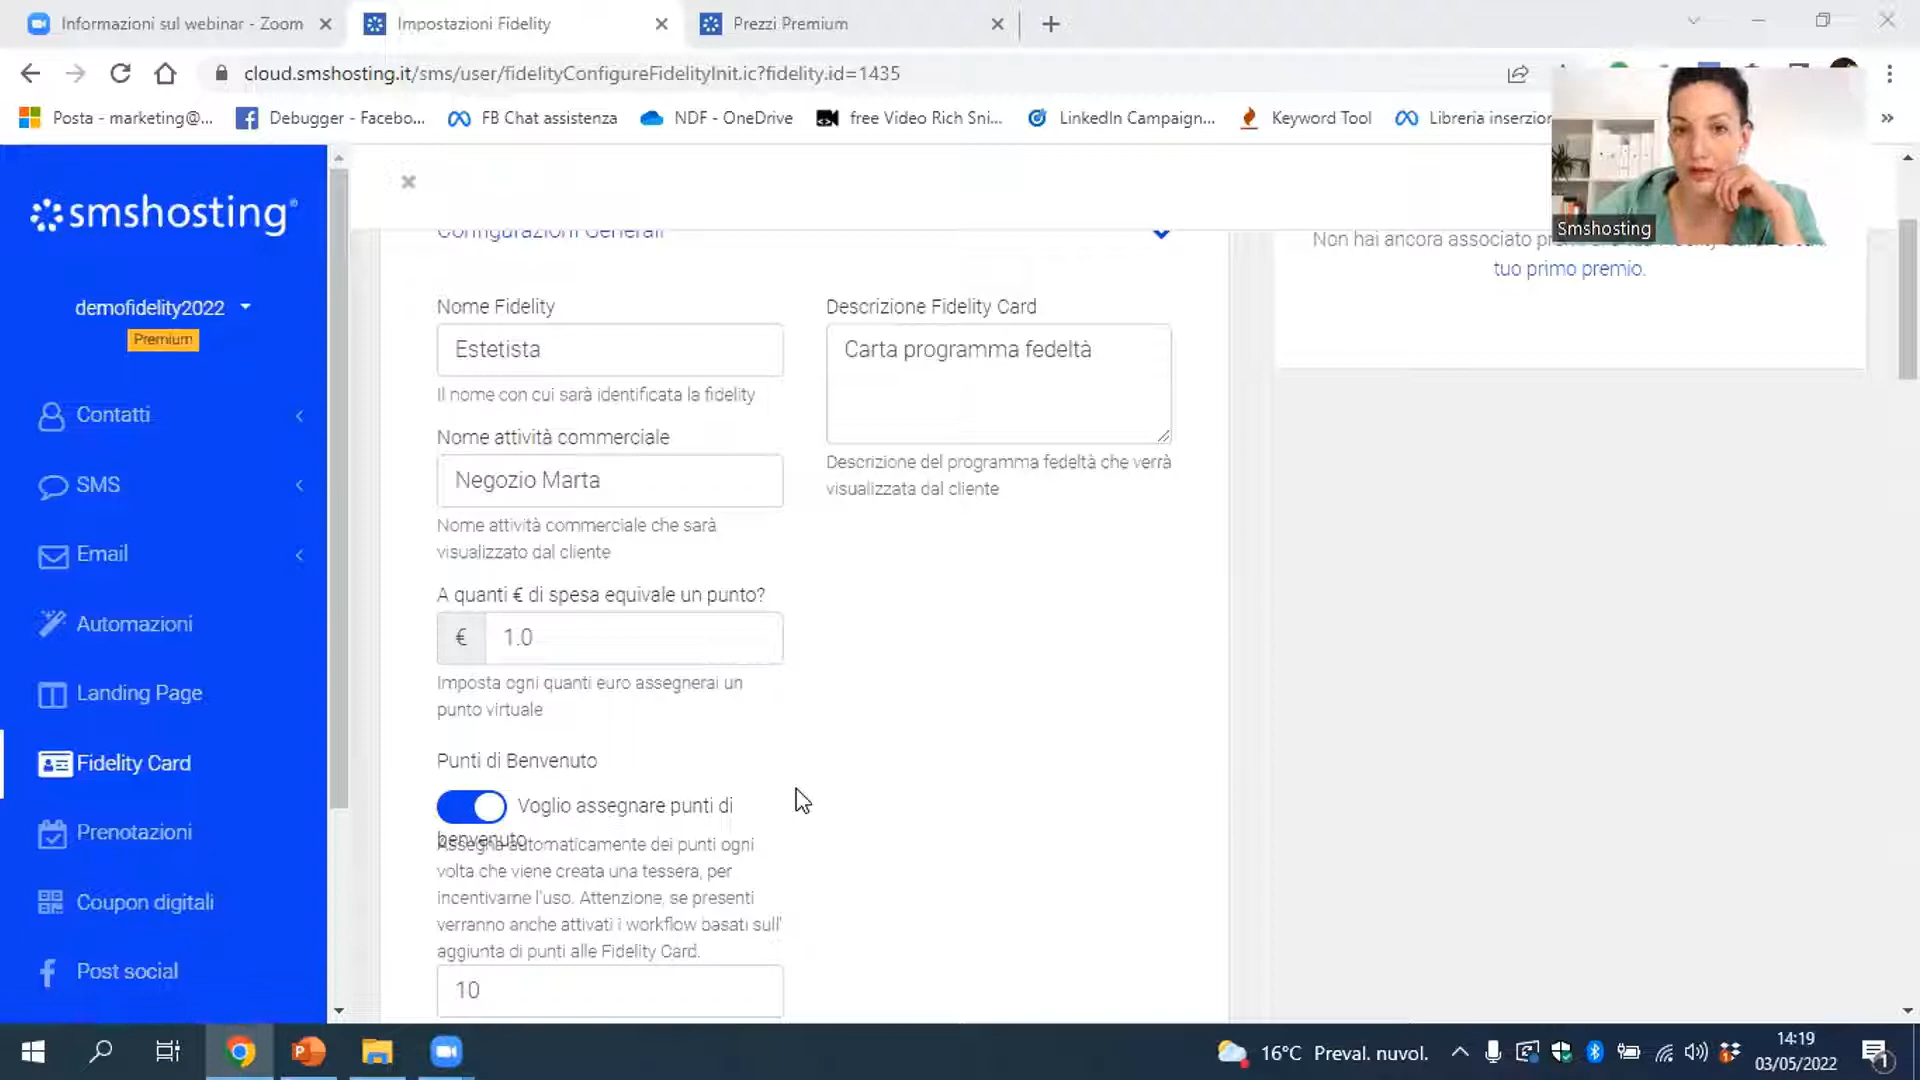 Informazioni sul webinar - Zoom
Impostazioni Fidelity
Prezzi Premium
cloud.smshosting.it/sms/user/fidelityConfigureFidelityInit.ic?fidelity.id=1435
Posta - marketing@...
Debugger - Facebo...
FB Chat assistenza
NDF - OneDrive
free Video Rich Sni...
LinkedIn Campaign...
Keyword Tool
Libreria inserzion
smshosting®
demofidelity2022
Premium
Contatti
SMS
Email
Automazioni
Landing Page
Fidelity Card
Prenotazioni
Coupon digitali
Post social
Configurazioni Generali
Nome Fidelity
Estetista
Il nome con cui sarà identificata la fidelity
Nome attività commerciale
Negozio Marta
Nome attività commerciale che sarà
visualizzato dal cliente
A quanti € di spesa equivale un punto?
€ 1.0
Imposta ogni quanti euro assegnerai un
punto virtuale
Punti di Benvenuto
Voglio assegnare punti di
benvenuto
Assegna automaticamente dei punti ogni
volta che viene creata una tessera, per
incentivarne l'uso. Attenzione, se presenti
verranno anche attivati i workflow basati sull'
aggiunta di punti alle Fidelity Card.
10
Descrizione Fidelity Card
Carta programma fedeltà
Descrizione del programma fedeltà che verrà
visualizzata dal cliente
Smshosting
Non hai ancora associato
tuo primo premio.
16°C Preval. nuvol.
14:19
03/05/2022
1